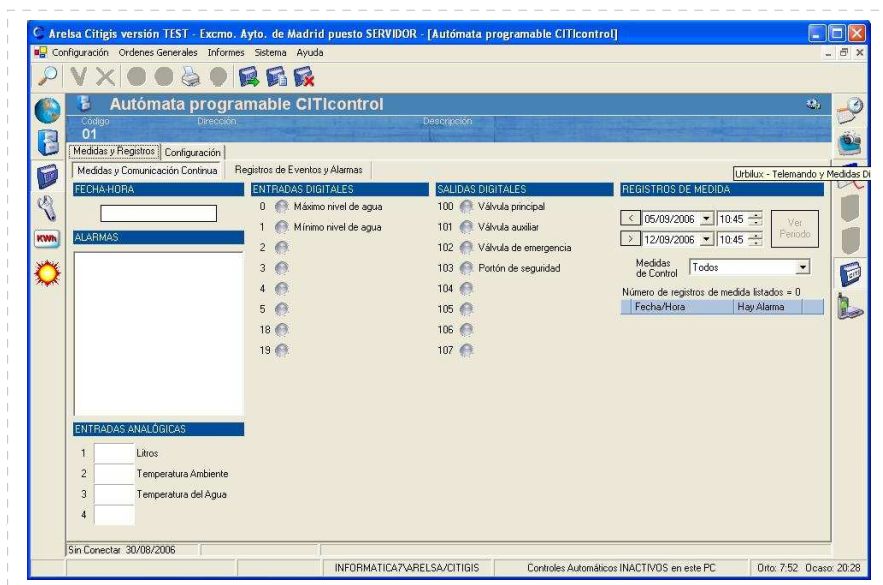 Arelsa Citigis versión TEST - Excmo. Ayto. de Madrid puesto SERVIDOR - [Autómata programable CITIcontrol]
Configuración Ordenes Generales Informes Sistema Ayuda
Autómata programable CITIcontrol
Código Dirección Descripción
01
Medidas y Registros Configuración
Medidas y Comunicación Continua Registros de Eventos y Alarmas
Urbilux - Telemando y Medidas Di
FECHA-HORA
ALARMAS
ENTRADAS ANALÓGICAS
1 Litros
2 Temperatura Ambiente
3 Temperatura del Agua
4
ENTRADAS DIGITALES
0 Máximo nivel de agua
1 Mínimo nivel de agua
2
3
4
5
18
19
SALIDAS DIGITALES
100 Válvula principal
101 Válvula auxiliar
102 Válvula de emergencia
103 Portón de seguridad
104
105
106
107
REGISTROS DE MEDIDA
< 05/09/2006 10:45
> 12/09/2006 10:45
Ver
Periodo
Medidas
de Control Todos
Número de registros de medida listados = 0
Fecha/Hora Hay Alarma
KWh
Sin Conectar 30/08/2006
INFORMATICA7\ARELSA/CITIGIS Controles Automáticos INACTIVOS en este PC Orto: 7:52 Ocaso: 20:28